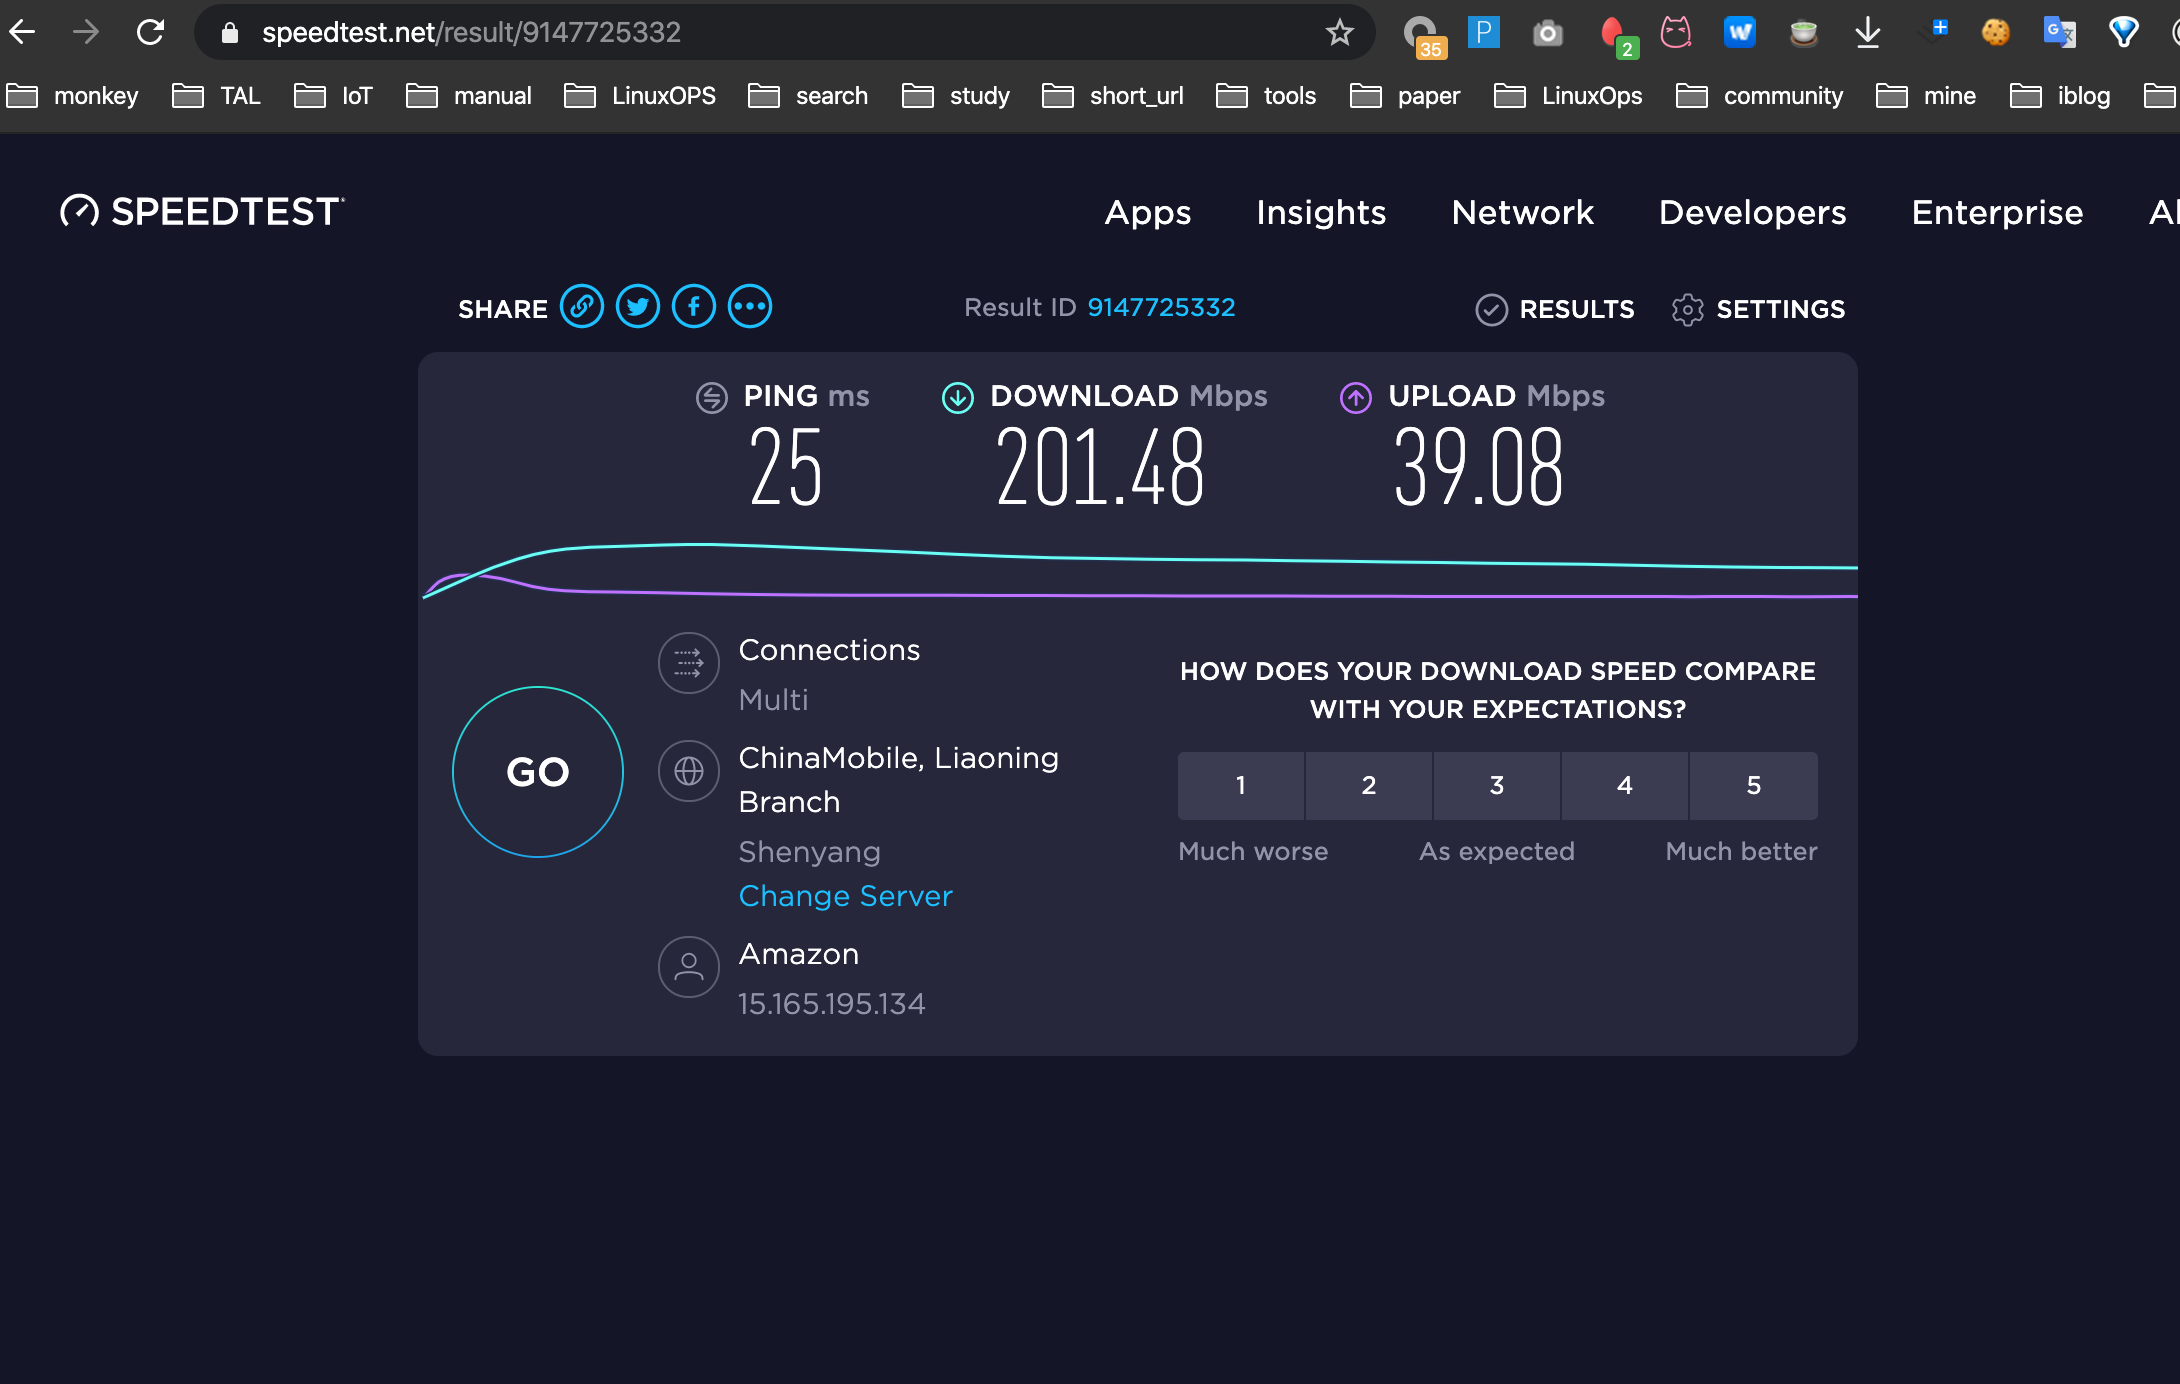 speedtest.net/result/9147725332
35
P
2
W
G
monkey
TAL
IoT
manual
LinuxOPS
search
study
short_url
tools
paper
LinuxOps
community
mine
iblog
SPEEDTEST
Apps
Insights
Network
Developers
Enterprise
SHARE
Result ID 9147725332
RESULTS
SETTINGS
PING ms
25
DOWNLOAD Mbps
201.48
UPLOAD Mbps
39.08
GO
Connections
Multi
ChinaMobile, Liaoning
Branch
Shenyang
Change Server
Amazon
15.165.195.134
HOW DOES YOUR DOWNLOAD SPEED COMPARE
WITH YOUR EXPECTATIONS?
1
2
3
4
5
Much worse
As expected
Much better